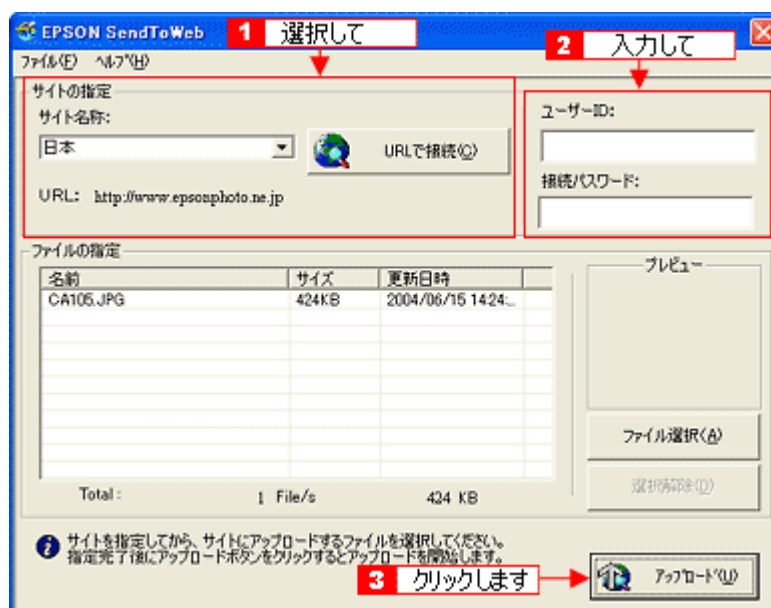 EPSON SendToWeb
1 選択して
2 入力して
ファイル(F) ヘルプ(H)
サイトの指定
サイト名称:
日本
URLで接続(C)
URL: http://www.epsonphoto.ne.jp
ユーザーID:
接続パスワード:
ファイルの指定
名前 サイズ 更新日時
CA105.JPG 424KB 2004/06/15 14:24:...
プレビュー
ファイル選択(A)
選択解除(D)
Total : 1 File/s 424 KB
サイトを指定してから、サイトにアップロードするファイルを選択してください。
指定完了後にアップロードボタンをクリックするとアップロードを開始します。
3 クリックします
アップロード(U)